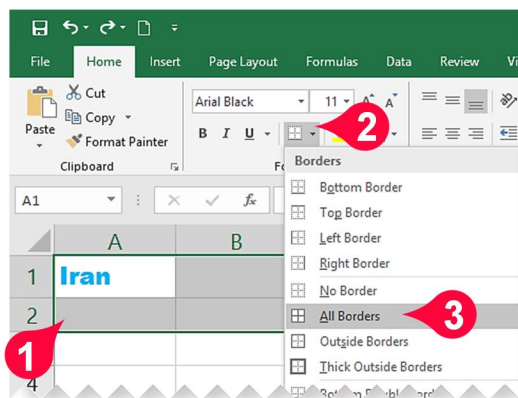 File Home Insert Page Layout Formulas Data Review
Cut
Copy
Format Painter
Paste
Clipboard
Arial Black 11 A A
B I U
2
Borders
Bottom Border
Top Border
Left Border
Right Border
No Border
All Borders
3
Outside Borders
Thick Outside Borders
A1 fx
A B
1 Iran
2
1
4